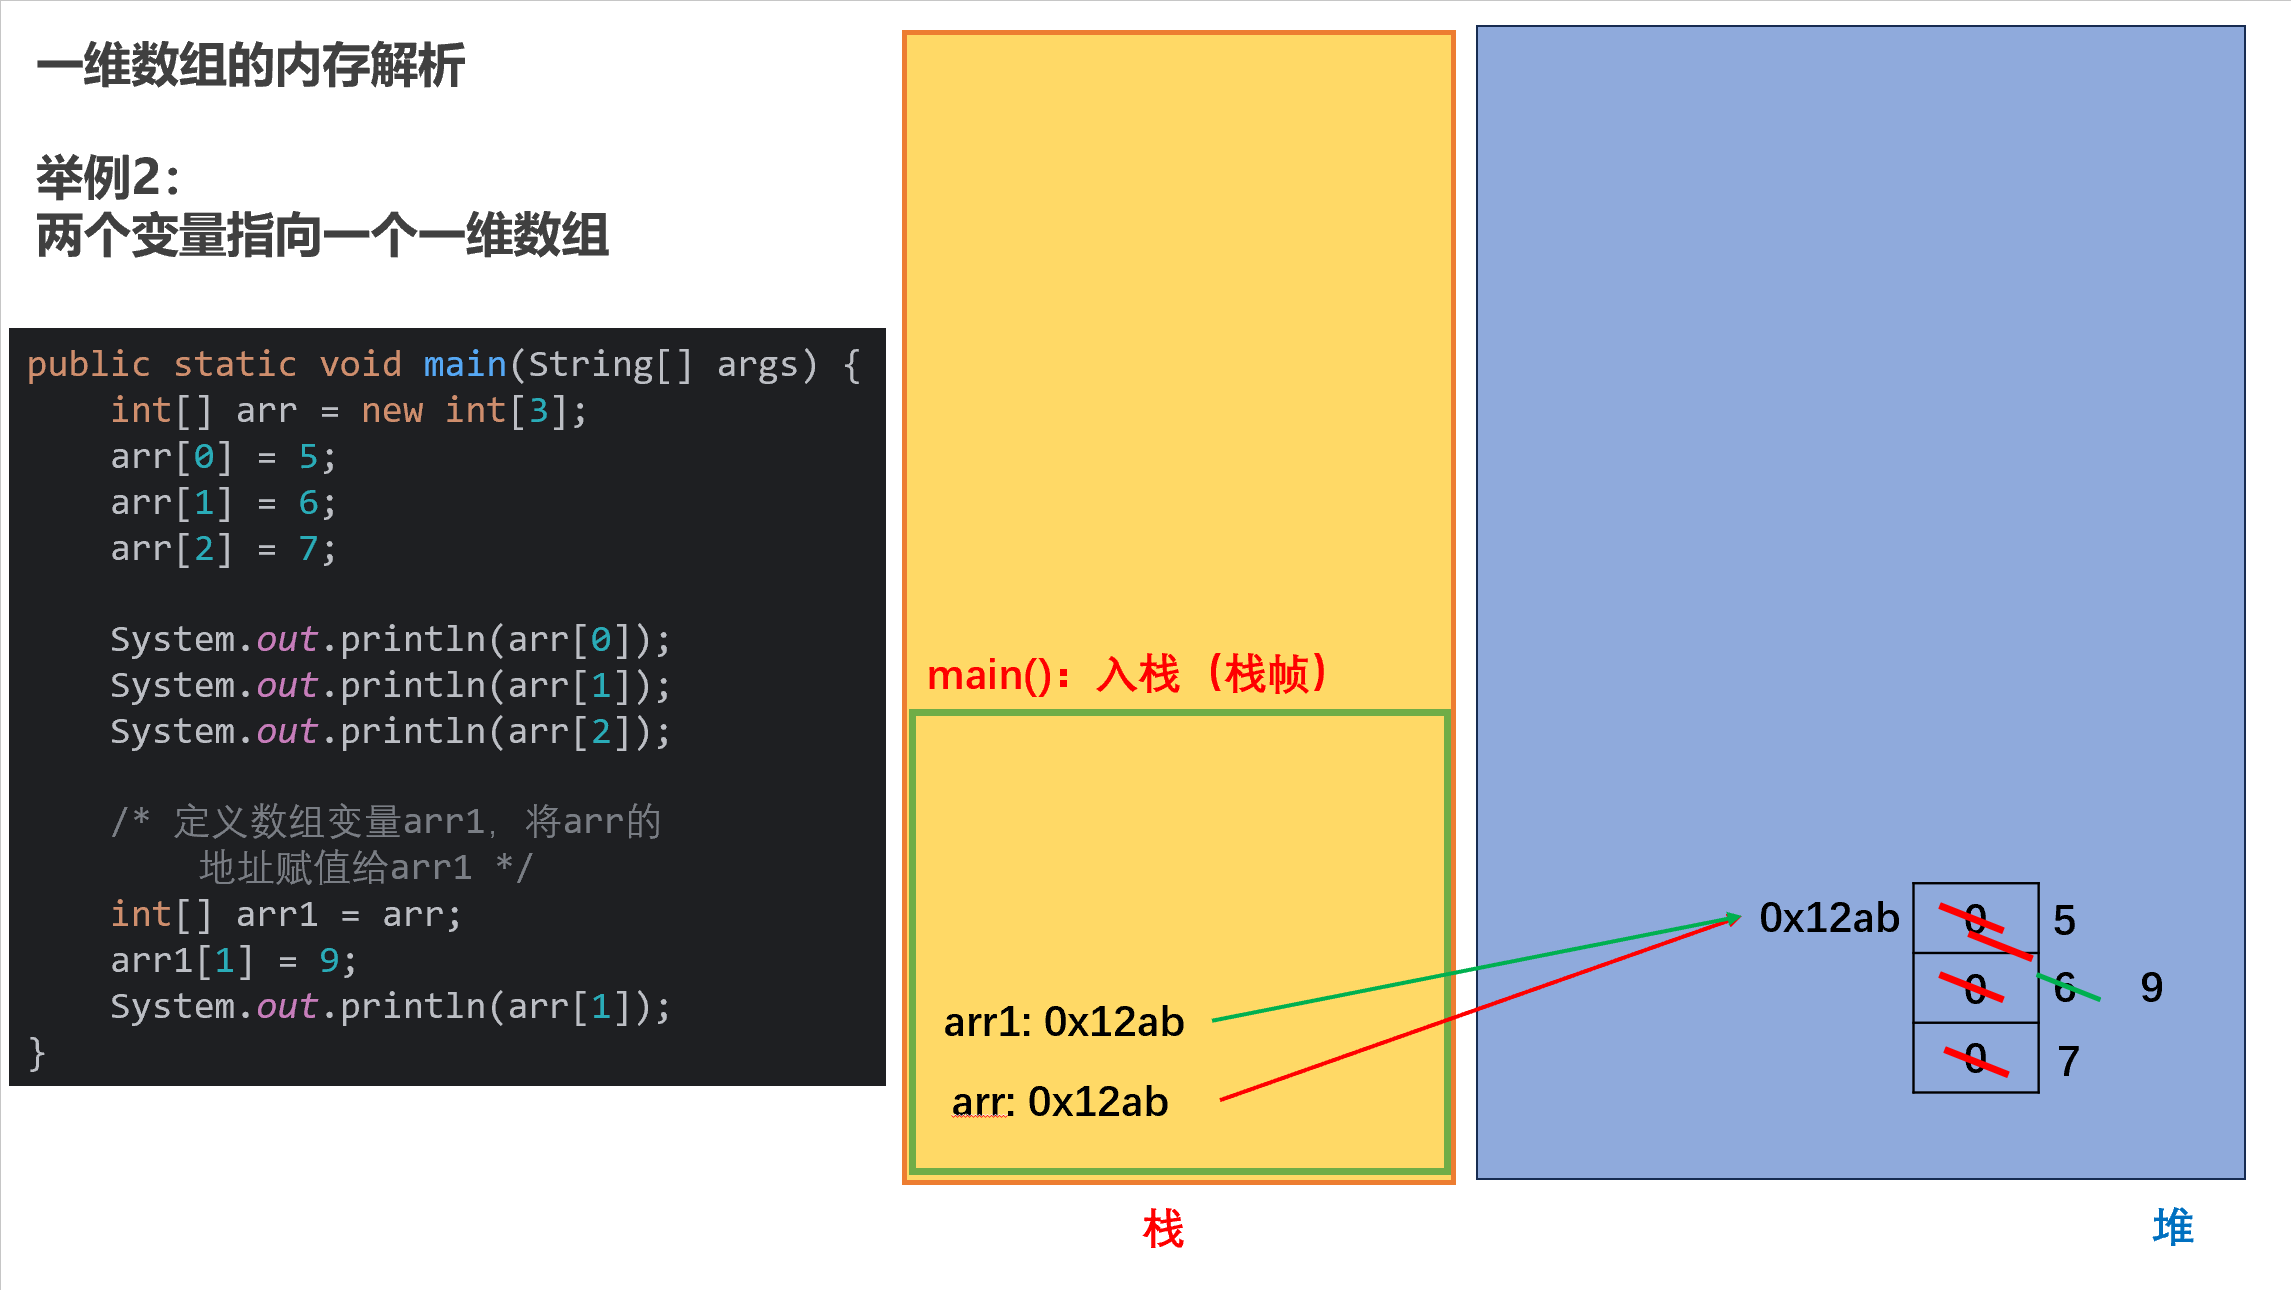 一维数组的内存解析
举例2：
两个变量指向一个一维数组
public static void main(String[] args) {
    int[] arr = new int[3];
    arr[0] = 5;
    arr[1] = 6;
    arr[2] = 7;
    System.out.println(arr[0]);
    System.out.println(arr[1]);
    System.out.println(arr[2]);
    /* 定义数组变量arr1, 将arr的
        地址赋值给arr1 */
    int[] arr1 = arr;
    arr1[1] = 9;
    System.out.println(arr[1]);
}
main()：入栈（栈帧）
arr1: 0x12ab
arr: 0x12ab
栈
0x12ab 0 5
0 6 9
0 7
堆